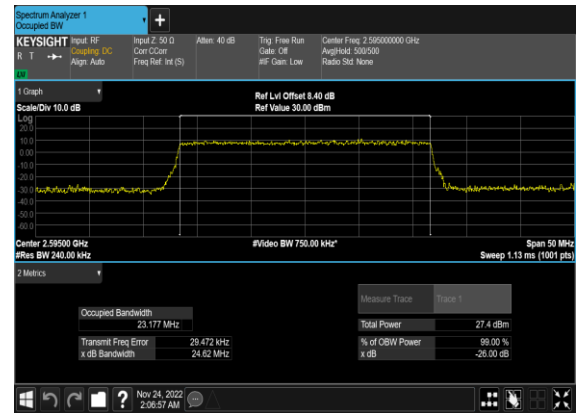 Spectrum Analyzer 1
Occupied BW
+
KEYSIGHT
R T
LXI
Input: RF
Coupling: DC
Align: Auto
Input Z: 50 Ω
Corr CCorr
Freq Ref: Int (S)
Atten: 40 dB
Trig: Free Run
Gate: Off
#IF Gain: Low
Center Freq: 2.595000000 GHz
Avg|Hold: 500/500
Radio Std: None
1 Graph
Scale/Div 10.0 dB
Ref Lvl Offset 8.40 dB
Ref Value 30.00 dBm
Log
20.0
10.0
0.00
-10.0
-20.0
-30.0
-40.0
-50.0
-60.0
Center 2.59500 GHz
#Res BW 240.00 kHz
#Video BW 750.00 kHz*
Span 50 MHz
Sweep 1.13 ms (1001 pts)
2 Metrics
Measure Trace Trace 1
Occupied Bandwidth
23.177 MHz
Total Power 27.4 dBm
Transmit Freq Error 29.472 kHz
% of OBW Power 99.00 %
x dB Bandwidth 24.62 MHz
x dB -26.00 dB
?
Nov 24, 2022
2:06:57 AM